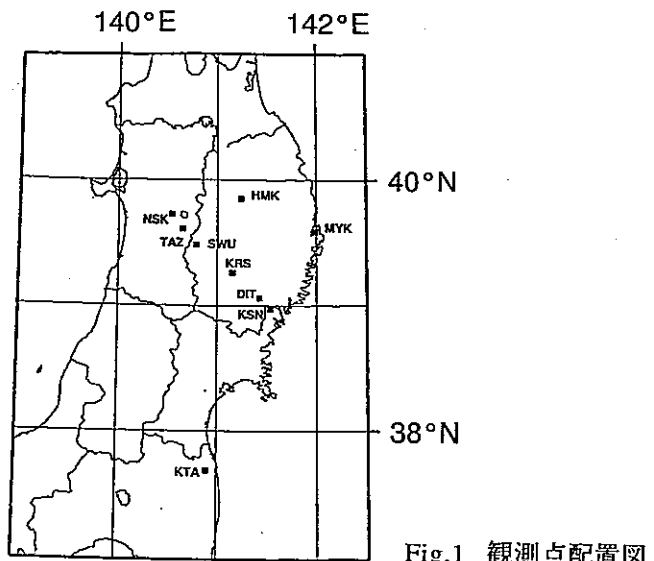 140°E 142°E
40°N
HMK
NSK
MYK
TAZ SWU
KRS
DIT
KSN
38°N
KTA
Fig.1 観測点配置図